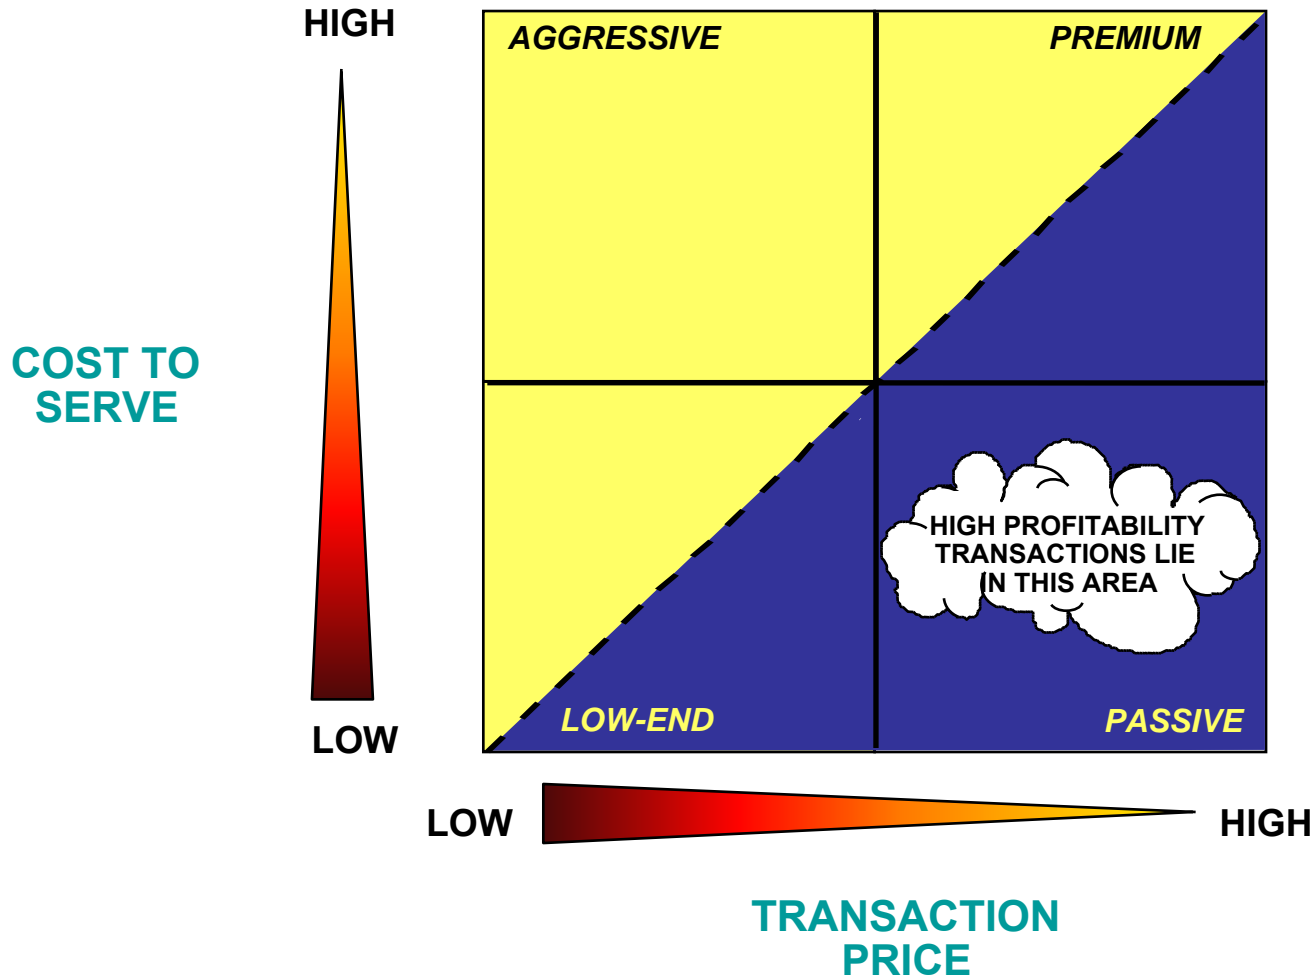 HIGH
AGGRESSIVE
PREMIUM
COST TO
SERVE
HIGH PROFITABILITY
TRANSACTIONS LIE
IN THIS AREA
LOW-END
PASSIVE
LOW
LOW
HIGH
TRANSACTION
PRICE